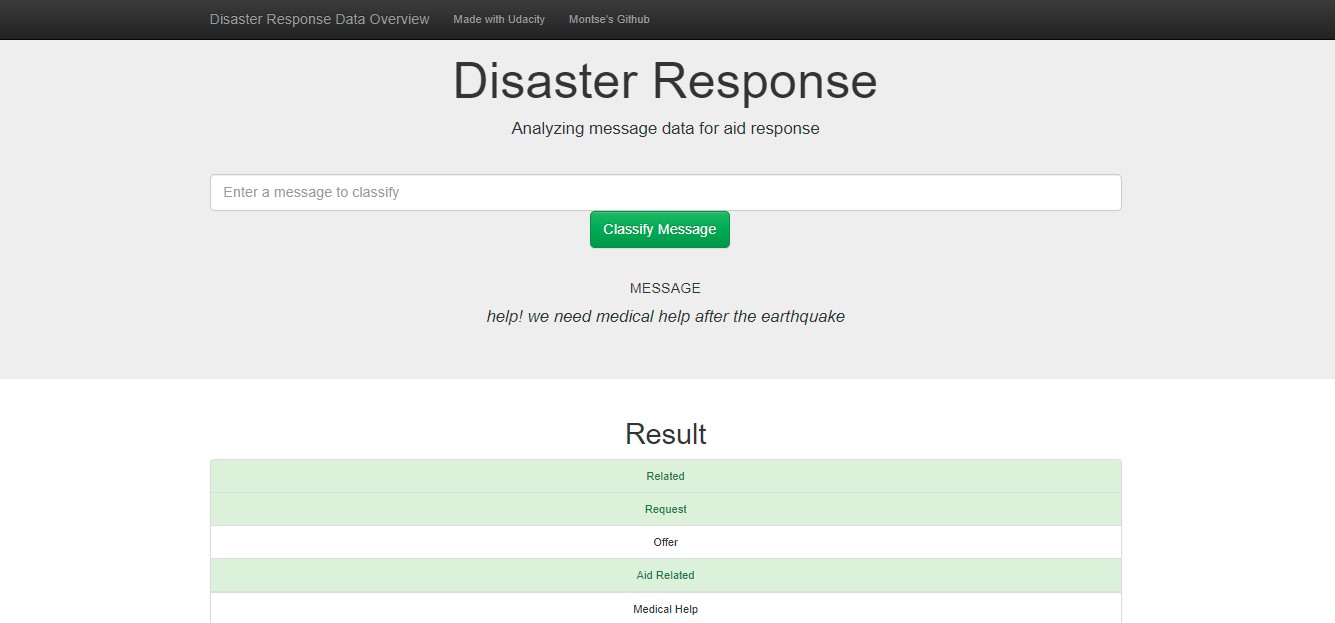 Disaster Response Data Overview Made with Udacity Montse's Github
Disaster Response
Analyzing message data for aid response
Enter a message to classify
Classify Message
MESSAGE
help! we need medical help after the earthquake
Result
Related
Request
Offer
Aid Related
Medical Help